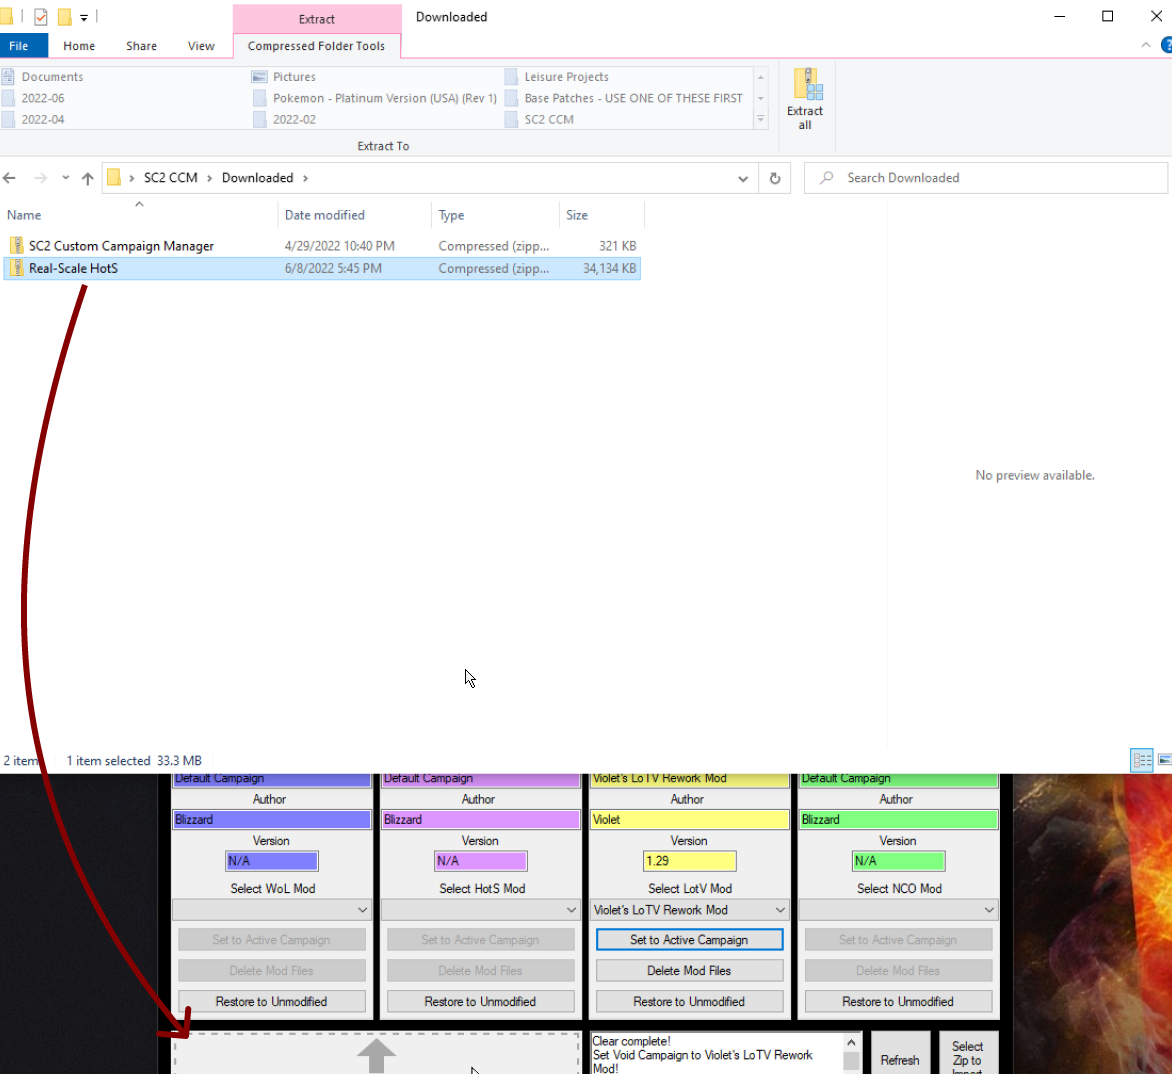 Extract
Downloaded
File
Home
Share
View
Compressed Folder Tools
Documents
Pictures
Leisure Projects
2022-06
Pokemon - Platinum Version (USA) (Rev 1)
Base Patches - USE ONE OF THESE FIRST
2022-04
2022-02
SC2 CCM
Extract
all
Extract To
SC2 CCM
Downloaded
Search Downloaded
Name
Date modified
Type
Size
SC2 Custom Campaign Manager
4/29/2022 10:40 PM
Compressed (zipp...
321 KB
Real-Scale HotS
6/8/2022 5:45 PM
Compressed (zipp...
34,134 KB
No preview available.
2 item
1 item selected 33.3 MB
Default Campaign
Default Campaign
Violet's LoTV Rework Mod
Default Campaign
Author
Author
Author
Author
Blizzard
Blizzard
Violet
Blizzard
Version
Version
Version
Version
N/A
N/A
1.29
N/A
Select WoL Mod
Select HotS Mod
Select LotV Mod
Select NCO Mod
Violet's LoTV Rework Mod
Set to Active Campaign
Set to Active Campaign
Set to Active Campaign
Set to Active Campaign
Delete Mod Files
Delete Mod Files
Delete Mod Files
Delete Mod Files
Restore to Unmodified
Restore to Unmodified
Restore to Unmodified
Restore to Unmodified
Clear complete!
Set Void Campaign to Violet's LoTV Rework
Mod!
Refresh
Select
Zip to
Import